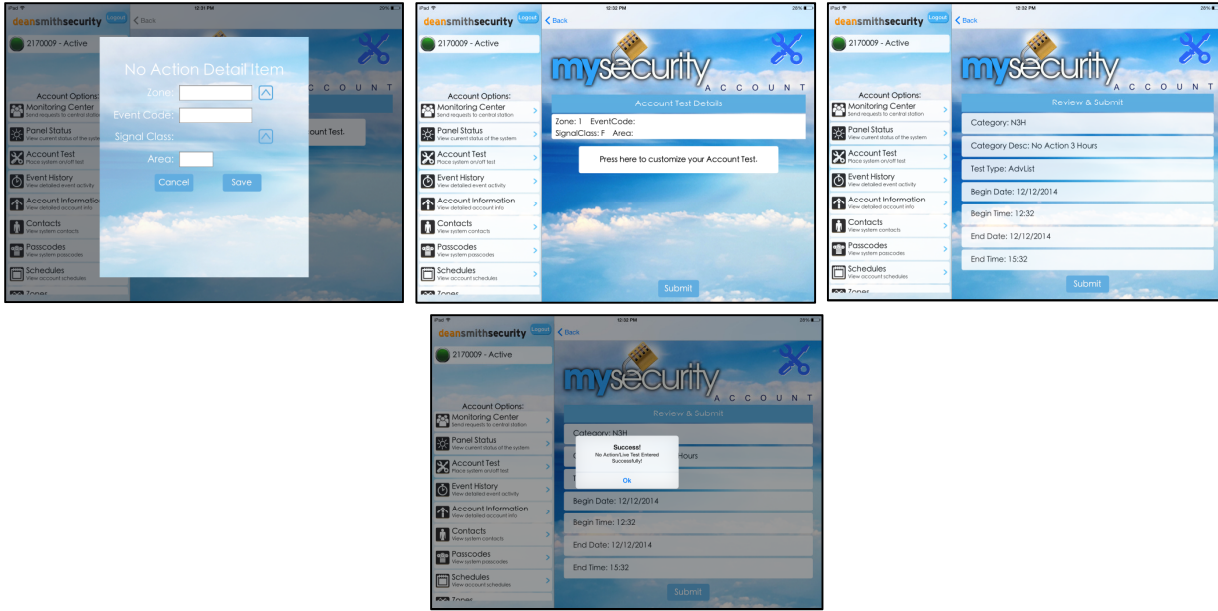 iPad 12:31 PM 29%
deansmithsecurity Logout Back
2170009 - Active
No Action Detail Item
Zone:
COUNT
Account Options:
Monitoring Center
Send requests to central station
Event Code:
Panel Status
View current status of the system
Signal Class:
ount Test.
Account Test
Place system on/off test
Area:
Event History
View detailed event activity
Cancel Save
Account Information
View detailed account info
Contacts
View system contacts
Passcodes
View system passcodes
Schedules
View account schedules
Zones
iPad 12:32 PM 28%
deansmithsecurity Logout Back
2170009 - Active
mysecurity
ACCOUNT
Account Options:
Monitoring Center
Send requests to central station
Panel Status
View current status of the system
Account Test
Place system on/off test
Event History
View detailed event activity
Account Information
View detailed account info
Contacts
View system contacts
Passcodes
View system passcodes
Schedules
View account schedules
Zones
Account Test Details
Zone: 1 EventCode:
SignalClass: F Area:
Press here to customize your Account Test.
Submit
iPad 12:32 PM 28%
deansmithsecurity Logout Back
2170009 - Active
mysecurity
ACCOUNT
Account Options:
Monitoring Center
Send requests to central station
Panel Status
View current status of the system
Account Test
Place system on/off test
Event History
View detailed event activity
Account Information
View detailed account info
Contacts
View system contacts
Passcodes
View system passcodes
Schedules
View account schedules
Zones
Review & Submit
Category: N3H
Category Desc: No Action 3 Hours
Test Type: AdvList
Begin Date: 12/12/2014
Begin Time: 12:32
End Date: 12/12/2014
End Time: 15:32
Submit
iPad 12:32 PM 28%
deansmithsecurity Logout Back
2170009 - Active
mysecurity
ACCOUNT
Account Options:
Monitoring Center
Send requests to central station
Panel Status
View current status of the system
Account Test
Place system on/off test
Event History
View detailed event activity
Account Information
View detailed account info
Contacts
View system contacts
Passcodes
View system passcodes
Schedules
View account schedules
Zones
Review & Submit
Category: N3H
Success!
No Action/Live Test Entered
Successfully!
Hours
Ok
Begin Date: 12/12/2014
Begin Time: 12:32
End Date: 12/12/2014
End Time: 15:32
Submit